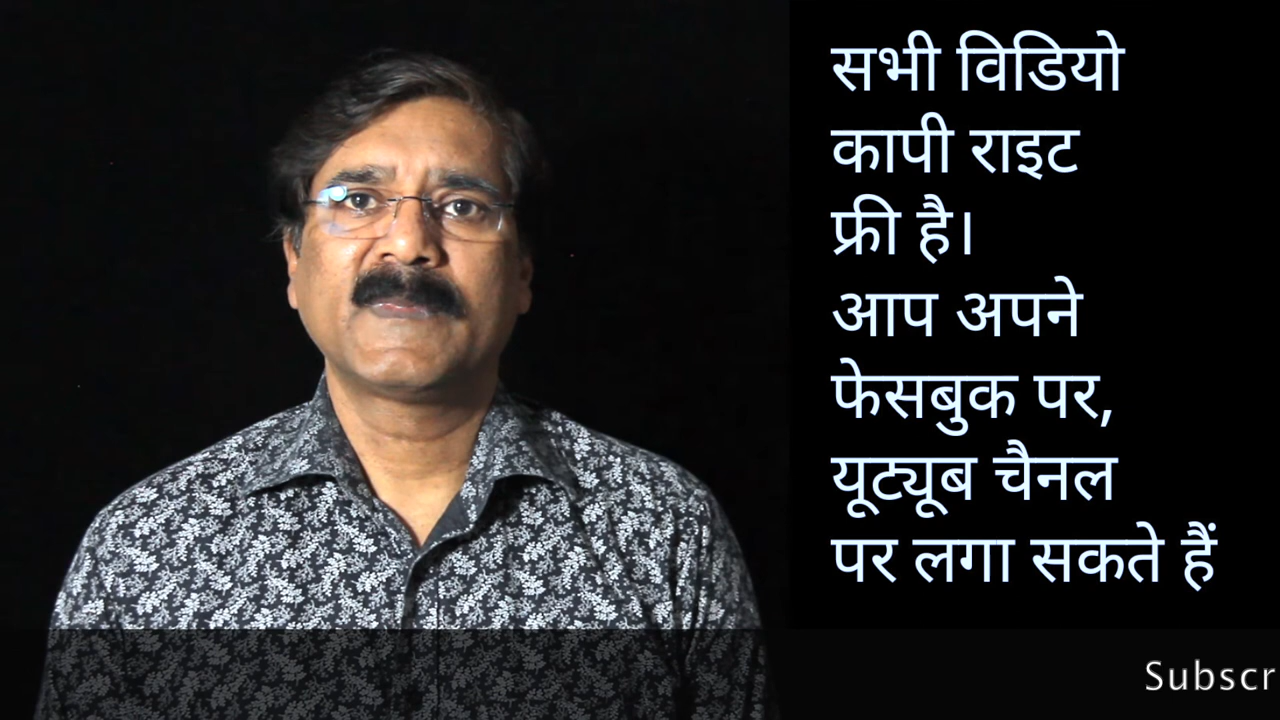 सभी विडियो
कापी राइट
फ्री है।
आप अपने
फेसबुक पर,
यूट्यूब चैनल
पर लगा सकते हैं
Subscr